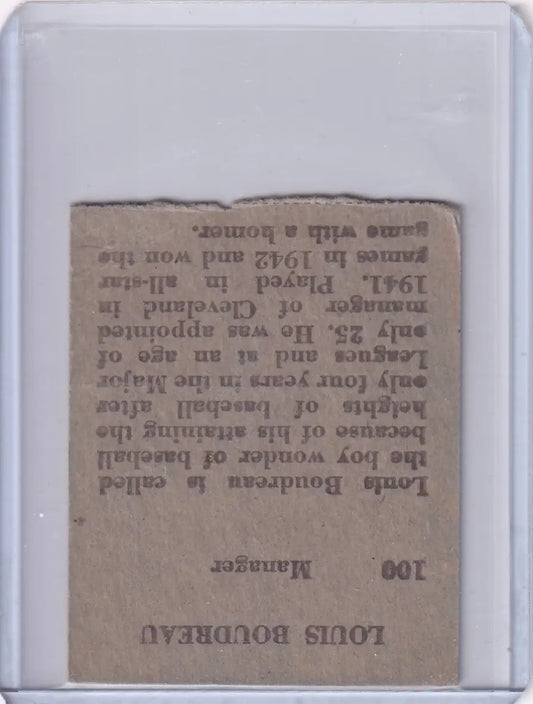 LOUIS BOUDREAU
100 Manager
Louis Boudreau is called
the boy wonder of baseball
because of his attaining the
heights of baseball after
only four years in the Major
Leagues and at an age of
only 25. He was appointed
manager of Cleveland in
1941. Played in all-star
games in 1942 and won the
game with a homer.